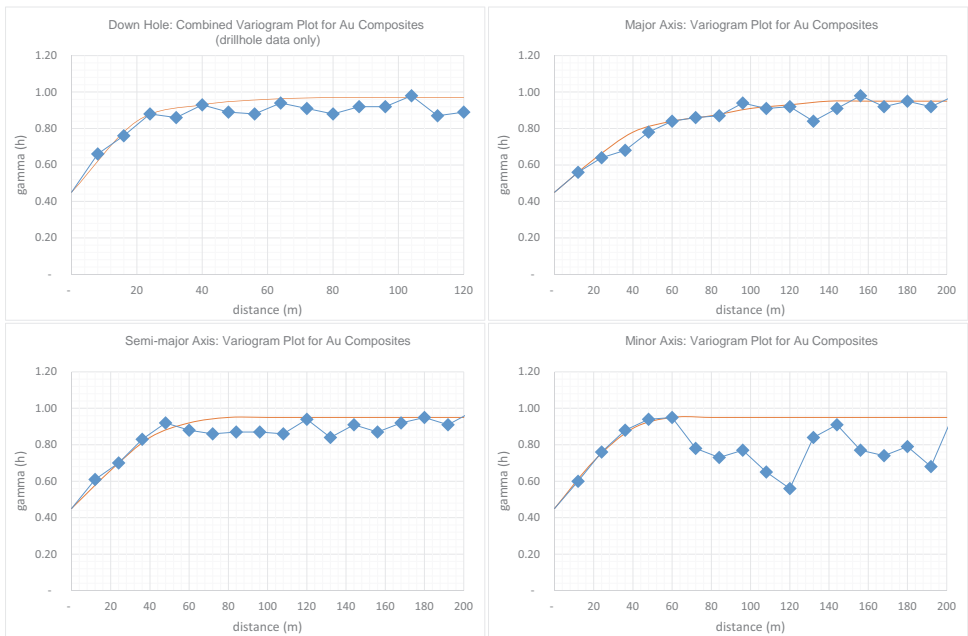 Down Hole: Combined Variogram Plot for Au Composites
(drillhole data only)
1.20
1.00
0.80
0.60
0.40
0.20
-
gamma (h)
- 20 40 60 80 100 120
distance (m)
Major Axis: Variogram Plot for Au Composites
1.20
1.00
0.80
0.60
0.40
0.20
-
gamma (h)
- 20 40 60 80 100 120 140 160 180 200
distance (m)
Semi-major Axis: Variogram Plot for Au Composites
1.20
1.00
0.80
0.60
0.40
0.20
-
gamma (h)
- 20 40 60 80 100 120 140 160 180 200
distance (m)
Minor Axis: Variogram Plot for Au Composites
1.20
1.00
0.80
0.60
0.40
0.20
-
gamma (h)
- 20 40 60 80 100 120 140 160 180 200
distance (m)